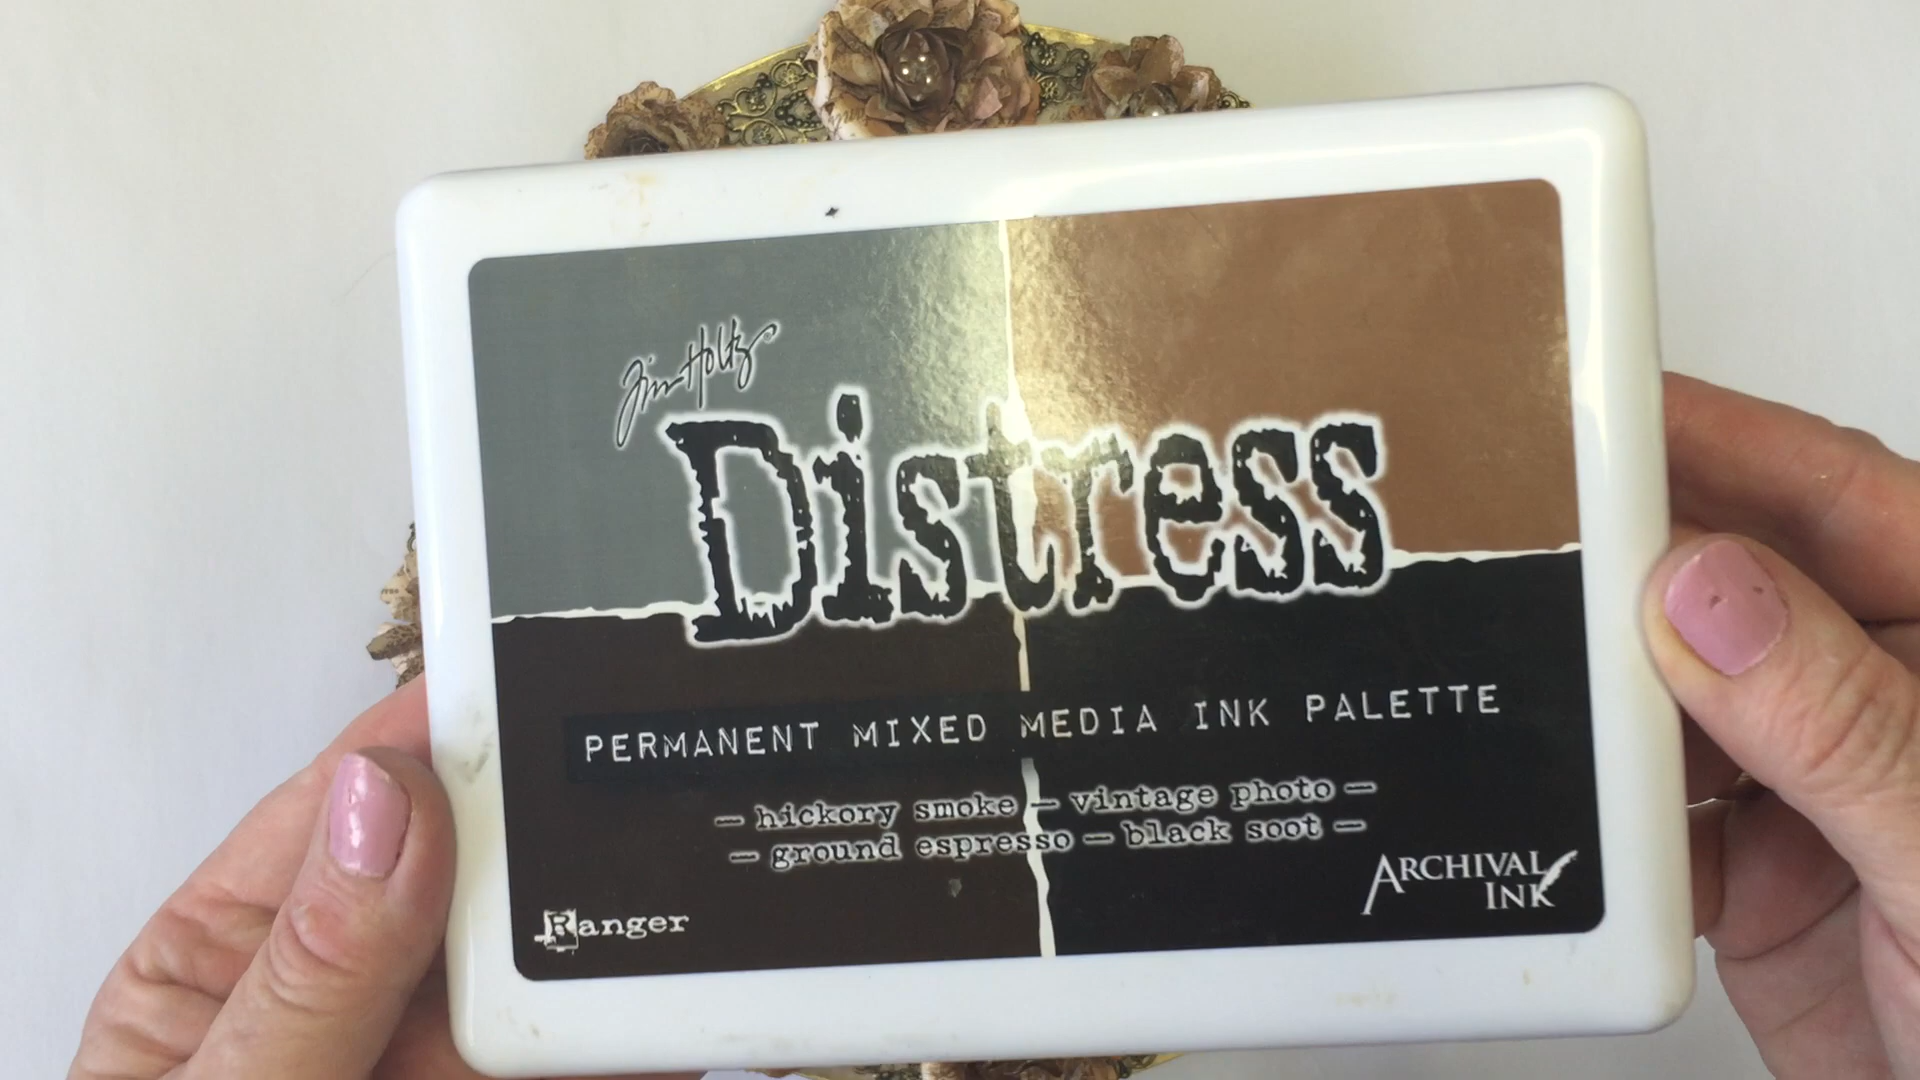 Tim Holtz
Distress
PERMANENT MIXED MEDIA INK PALETTE
— hickory smoke — vintage photo —
— ground espresso — black soot —
Ranger
ARCHIVAL
INK